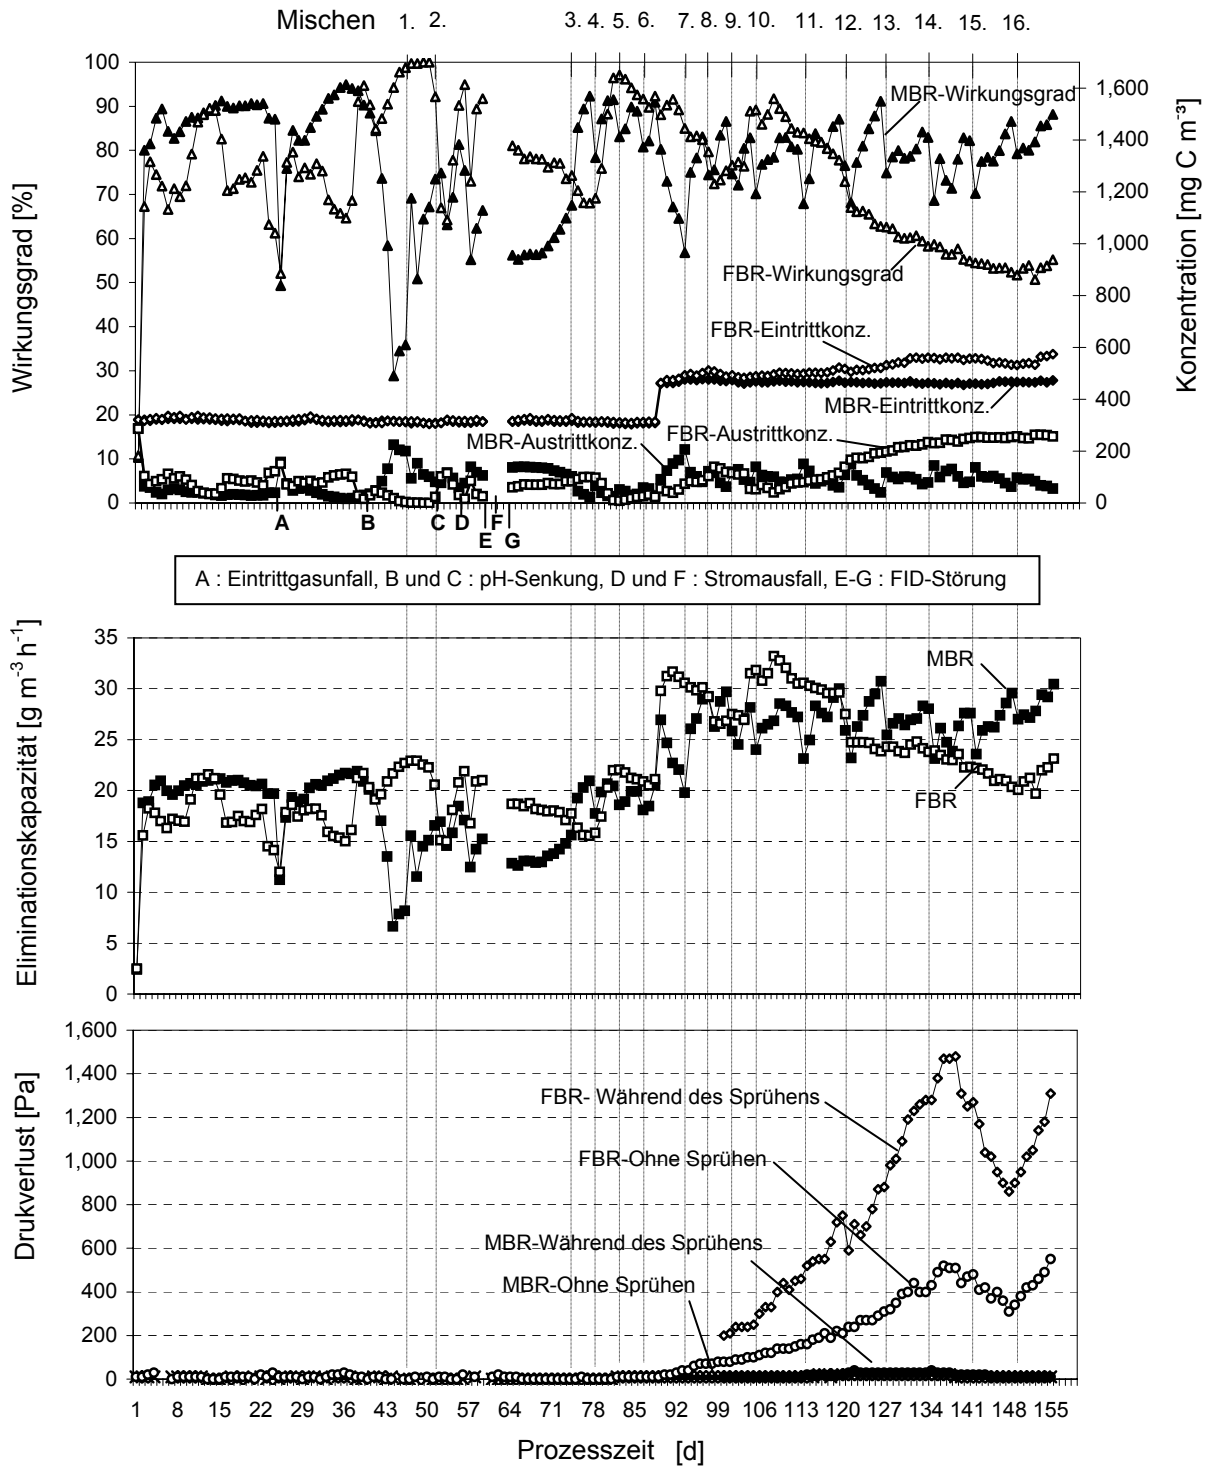 Mischen 1. 2. 3. 4. 5. 6. 7. 8. 9. 10. 11. 12. 13. 14. 15. 16.
Wirkungsgrad [%]
100
90
80
70
60
50
40
30
20
10
0
Konzentration [mg C m⁻³]
1,600
1,400
1,200
1,000
800
600
400
200
0
MBR-Wirkungsgrad
FBR-Wirkungsgrad
FBR-Eintrittkonz.
MBR-Eintrittkonz.
MBR-Austrittkonz.
FBR-Austrittkonz.
A B C D E F G
A : Eintrittgasunfall, B und C : pH-Senkung, D und F : Stromausfall, E-G : FID-Störung
Eliminationskapazität [g m⁻³ h⁻¹]
35
30
25
20
15
10
5
0
MBR
FBR
Drukverlust [Pa]
1,600
1,400
1,200
1,000
800
600
400
200
0
FBR- Während des Sprühens
FBR-Ohne Sprühen
MBR-Während des Sprühens
MBR-Ohne Sprühen
1 8 15 22 29 36 43 50 57 64 71 78 85 92 99 106 113 120 127 134 141 148 155
Prozesszeit [d]